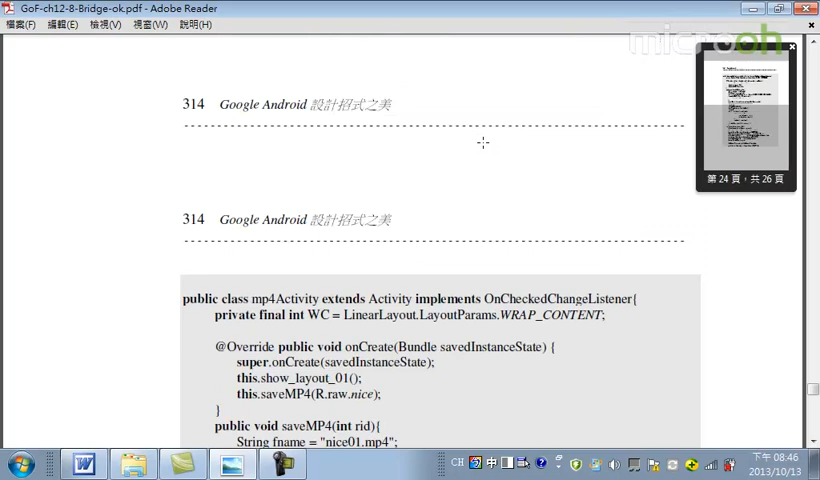 GoF-ch12-8-Bridge-ok.pdf - Adobe Reader
檔案(F) 編輯(E) 檢視(V) 視窗(W) 說明(H)
microoh
314 Google Android 設計招式之美
第 24 頁，共 26 頁
314 Google Android 設計招式之美
public class mp4Activity extends Activity implements OnCheckedChangeListener{
private final int WC = LinearLayout.LayoutParams.WRAP_CONTENT;
@Override public void onCreate(Bundle savedInstanceState) {
super.onCreate(savedInstanceState);
this.show_layout_01();
this.saveMP4(R.raw.nice);
}
public void saveMP4(int rid){
String fname = "nice01.mp4";
CH 中
下午 08:46
2013/10/13